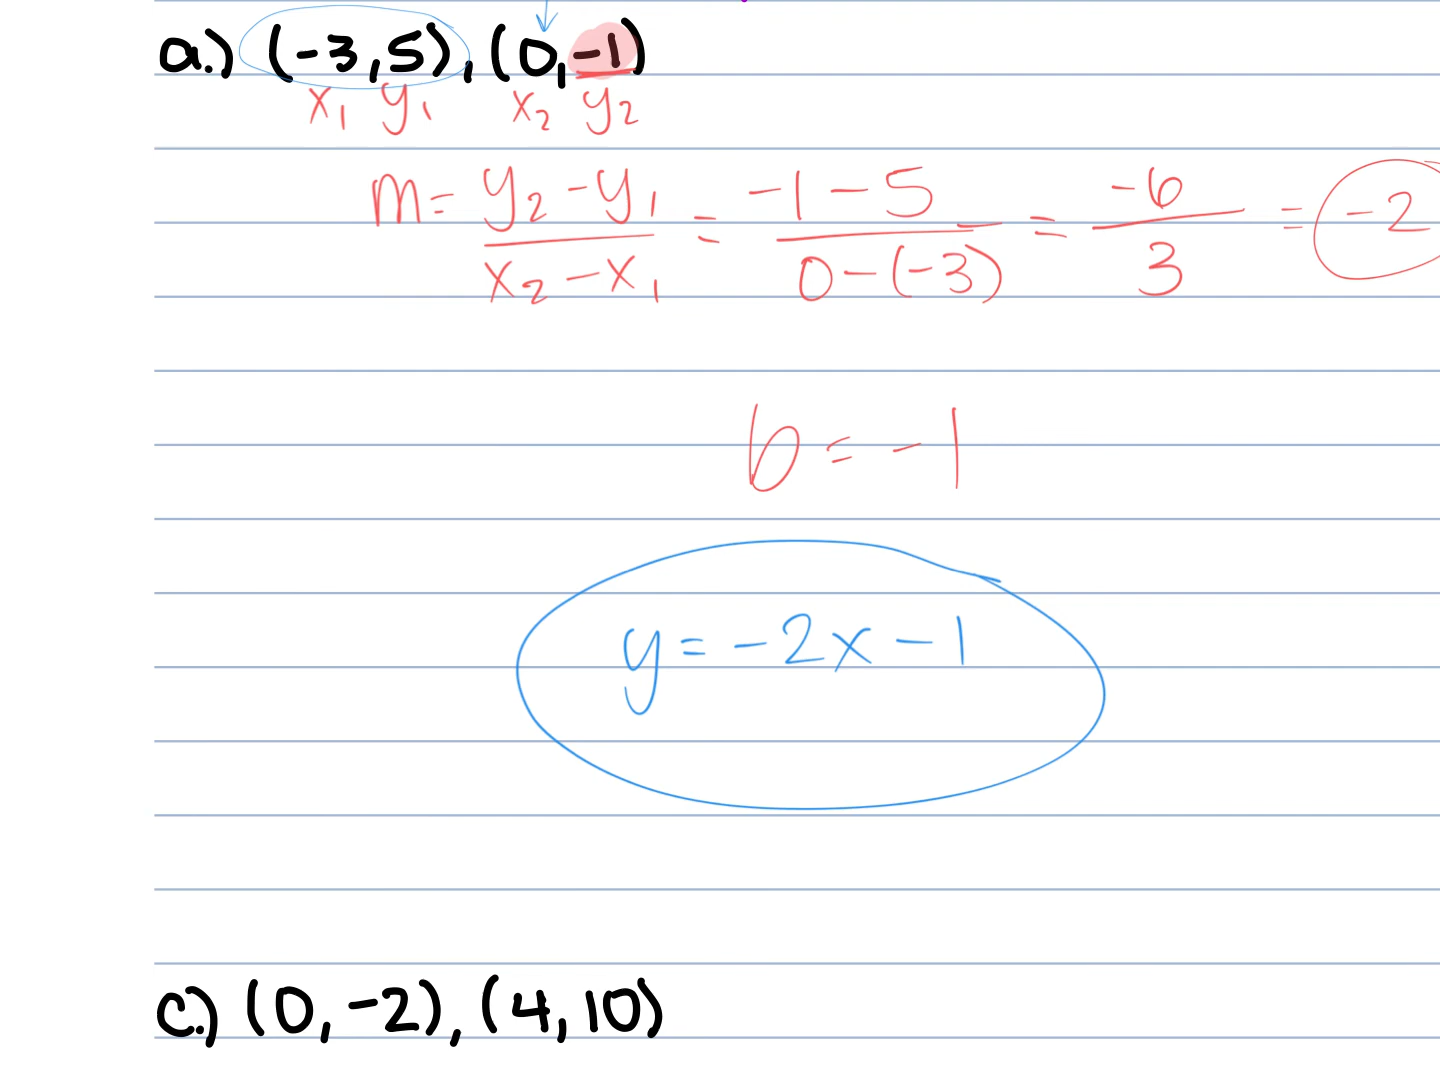 a.) (-3,5), (0,-1)
x₁ y₁ x₂ y₂
m = y₂ - y₁ / x₂ - x₁ = -1 - 5 / 0 - (-3) = -6 / 3 = -2
b = -1
y = -2x - 1
c.) (0, -2), (4, 10)